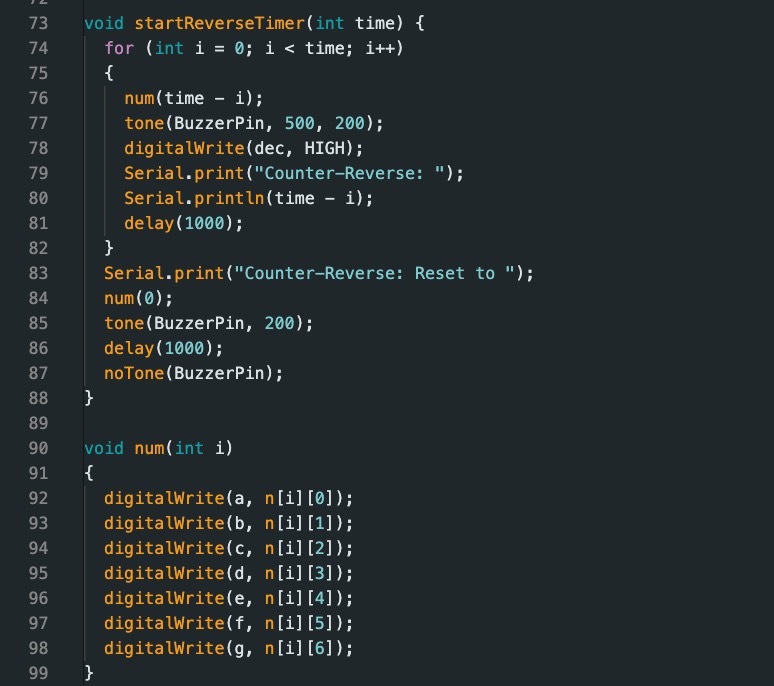 73 void startReverseTimer(int time) {
74 for (int i = 0; i < time; i++)
75 {
76 num(time - i);
77 tone(BuzzerPin, 500, 200);
78 digitalWrite(dec, HIGH);
79 Serial.print("Counter-Reverse: ");
80 Serial.println(time - i);
81 delay(1000);
82 }
83 Serial.print("Counter-Reverse: Reset to ");
84 num(0);
85 tone(BuzzerPin, 200);
86 delay(1000);
87 noTone(BuzzerPin);
88 }
89
90 void num(int i)
91 {
92 digitalWrite(a, n[i][0]);
93 digitalWrite(b, n[i][1]);
94 digitalWrite(c, n[i][2]);
95 digitalWrite(d, n[i][3]);
96 digitalWrite(e, n[i][4]);
97 digitalWrite(f, n[i][5]);
98 digitalWrite(g, n[i][6]);
99 }